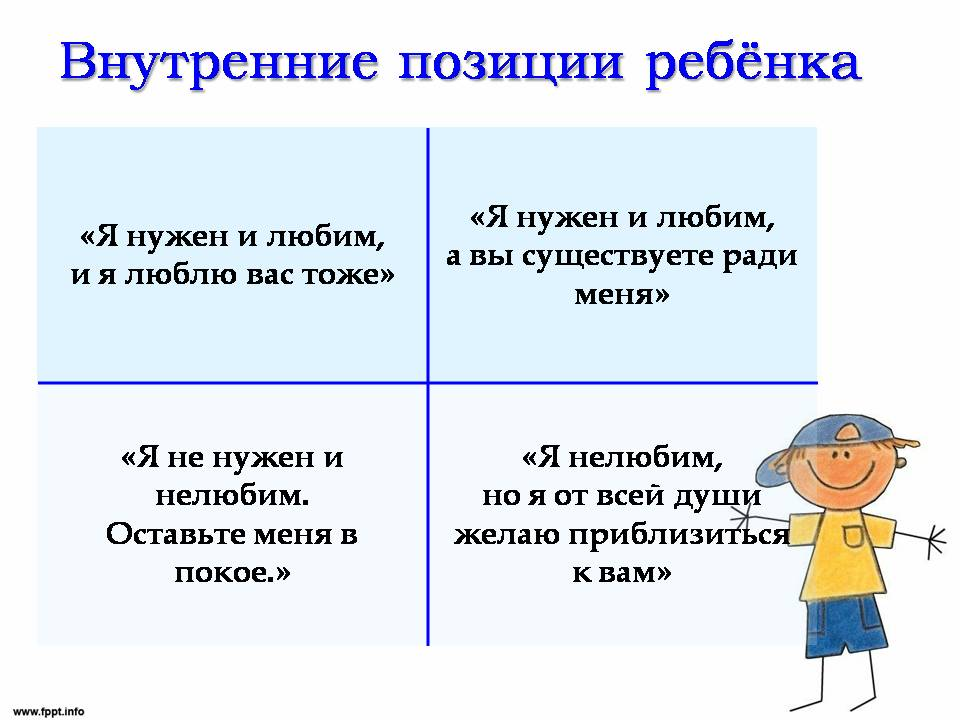 Внутренние позиции ребёнка
«Я нужен и любим,
и я люблю вас тоже»
«Я нужен и любим,
а вы существуете ради
меня»
«Я не нужен и
нелюбим.
Оставьте меня в
покое.»
«Я нелюбим,
но я от всей души
желаю приблизиться
к вам»
www.fppt.info